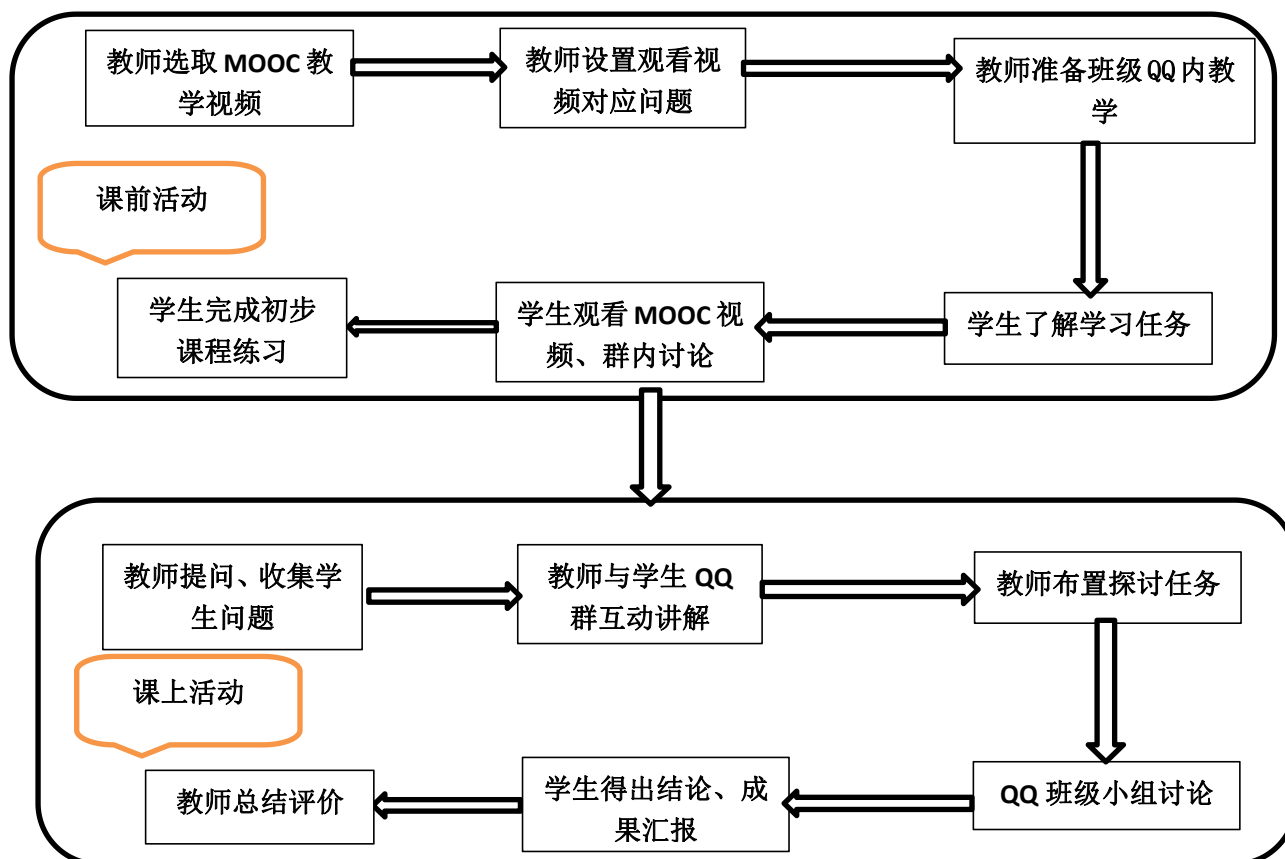 教师选取 MOOC 教
学视频
教师设置观看视
频对应问题
教师准备班级 QQ 内教
学
课前活动
学生完成初步
课程练习
学生观看 MOOC 视
频、群内讨论
学生了解学习任务
教师提问、收集学
生问题
教师与学生 QQ
群互动讲解
教师布置探讨任务
课上活动
教师总结评价
学生得出结论、成
果汇报
QQ 班级小组讨论